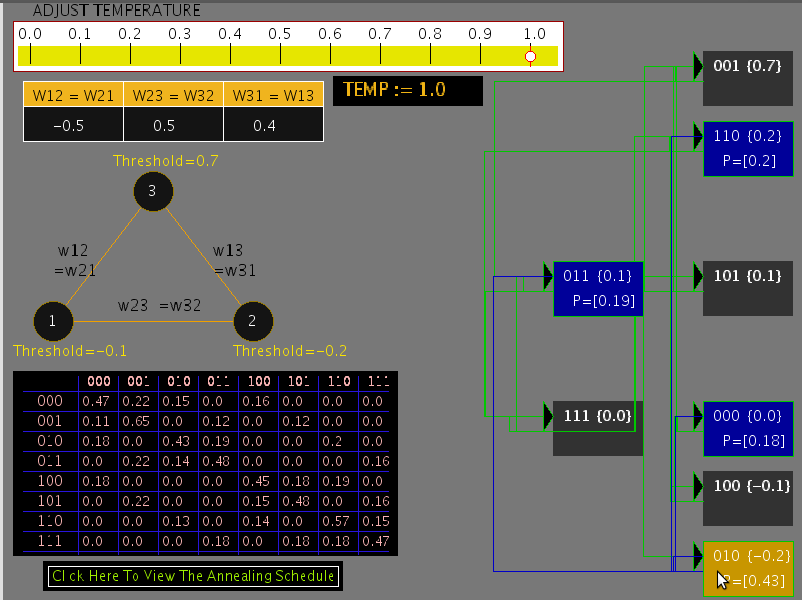 ADJUST TEMPERATURE
0.0 0.1 0.2 0.3 0.4 0.5 0.6 0.7 0.8 0.9 1.0
W12 = W21 W23 = W32 W31 = W13
−0.5 0.5 0.4
TEMP := 1.0
Threshold=0.7
3
w12
=w21
w13
=w31
w23 =w32
1
2
Threshold=−0.1
Threshold=−0.2
000 001 010 011 100 101 110 111
000 0.47 0.22 0.15 0.0 0.16 0.0 0.0 0.0
001 0.11 0.65 0.0 0.12 0.0 0.12 0.0 0.0
010 0.18 0.0 0.43 0.19 0.0 0.0 0.2 0.0
011 0.0 0.22 0.14 0.48 0.0 0.0 0.0 0.16
100 0.18 0.0 0.0 0.0 0.45 0.18 0.19 0.0
101 0.0 0.22 0.0 0.0 0.15 0.48 0.0 0.16
110 0.0 0.0 0.13 0.0 0.14 0.0 0.57 0.15
111 0.0 0.0 0.0 0.18 0.0 0.18 0.18 0.47
Click Here To View The Annealing Schedule
001 {0.7}
110 {0.2}
P=[0.2]
011 {0.1}
P=[0.19]
101 {0.1}
111 {0.0}
000 {0.0}
P=[0.18]
100 {−0.1}
010 {−0.2}
=[0.43]